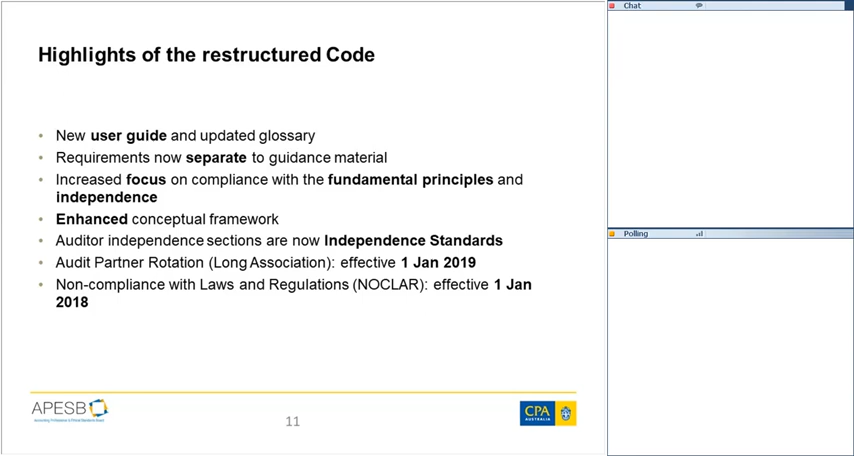 Highlights of the restructured Code
• New user guide and updated glossary
• Requirements now separate to guidance material
• Increased focus on compliance with the fundamental principles and
independence
• Enhanced conceptual framework
• Auditor independence sections are now Independence Standards
• Audit Partner Rotation (Long Association): effective 1 Jan 2019
• Non-compliance with Laws and Regulations (NOCLAR): effective 1 Jan
2018
APESB
11
CPA
AUSTRALIA
Chat
Polling